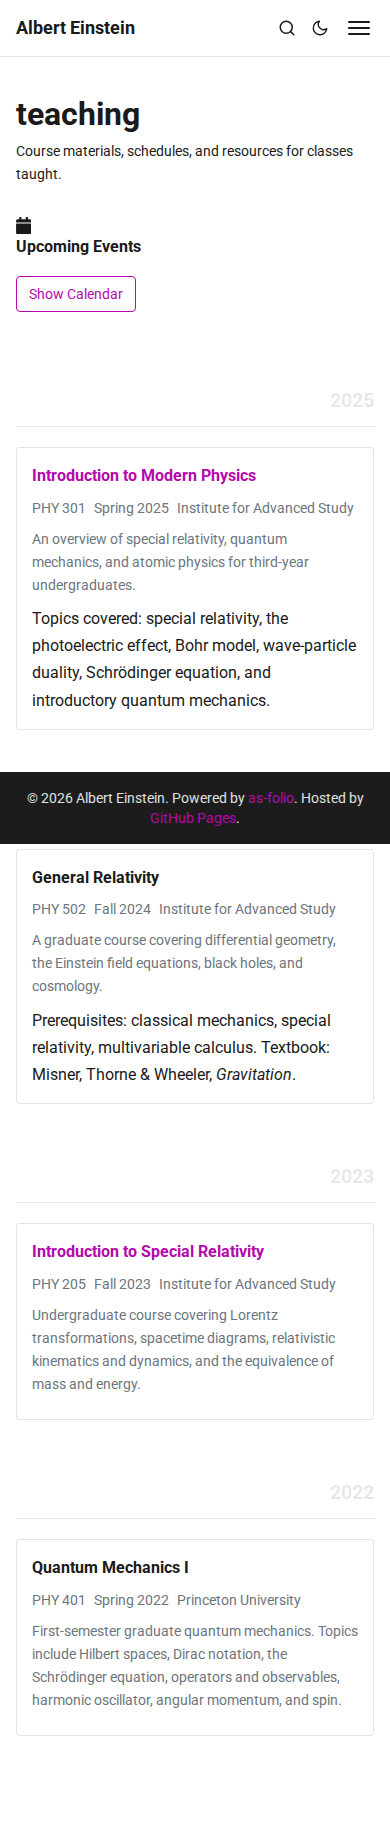 Albert Einstein
teaching
Course materials, schedules, and resources for classes
taught.
Upcoming Events
Show Calendar
2025
Introduction to Modern Physics
PHY 301 Spring 2025 Institute for Advanced Study
An overview of special relativity, quantum
mechanics, and atomic physics for third-year
undergraduates.
Topics covered: special relativity, the
photoelectric effect, Bohr model, wave-particle
duality, Schrödinger equation, and
introductory quantum mechanics.
© 2026 Albert Einstein. Powered by as-folio. Hosted by
GitHub Pages.
General Relativity
PHY 502 Fall 2024 Institute for Advanced Study
A graduate course covering differential geometry,
the Einstein field equations, black holes, and
cosmology.
Prerequisites: classical mechanics, special
relativity, multivariable calculus. Textbook:
Misner, Thorne & Wheeler, Gravitation.
2023
Introduction to Special Relativity
PHY 205 Fall 2023 Institute for Advanced Study
Undergraduate course covering Lorentz
transformations, spacetime diagrams, relativistic
kinematics and dynamics, and the equivalence of
mass and energy.
2022
Quantum Mechanics I
PHY 401 Spring 2022 Princeton University
First-semester graduate quantum mechanics. Topics
include Hilbert spaces, Dirac notation, the
Schrödinger equation, operators and observables,
harmonic oscillator, angular momentum, and spin.